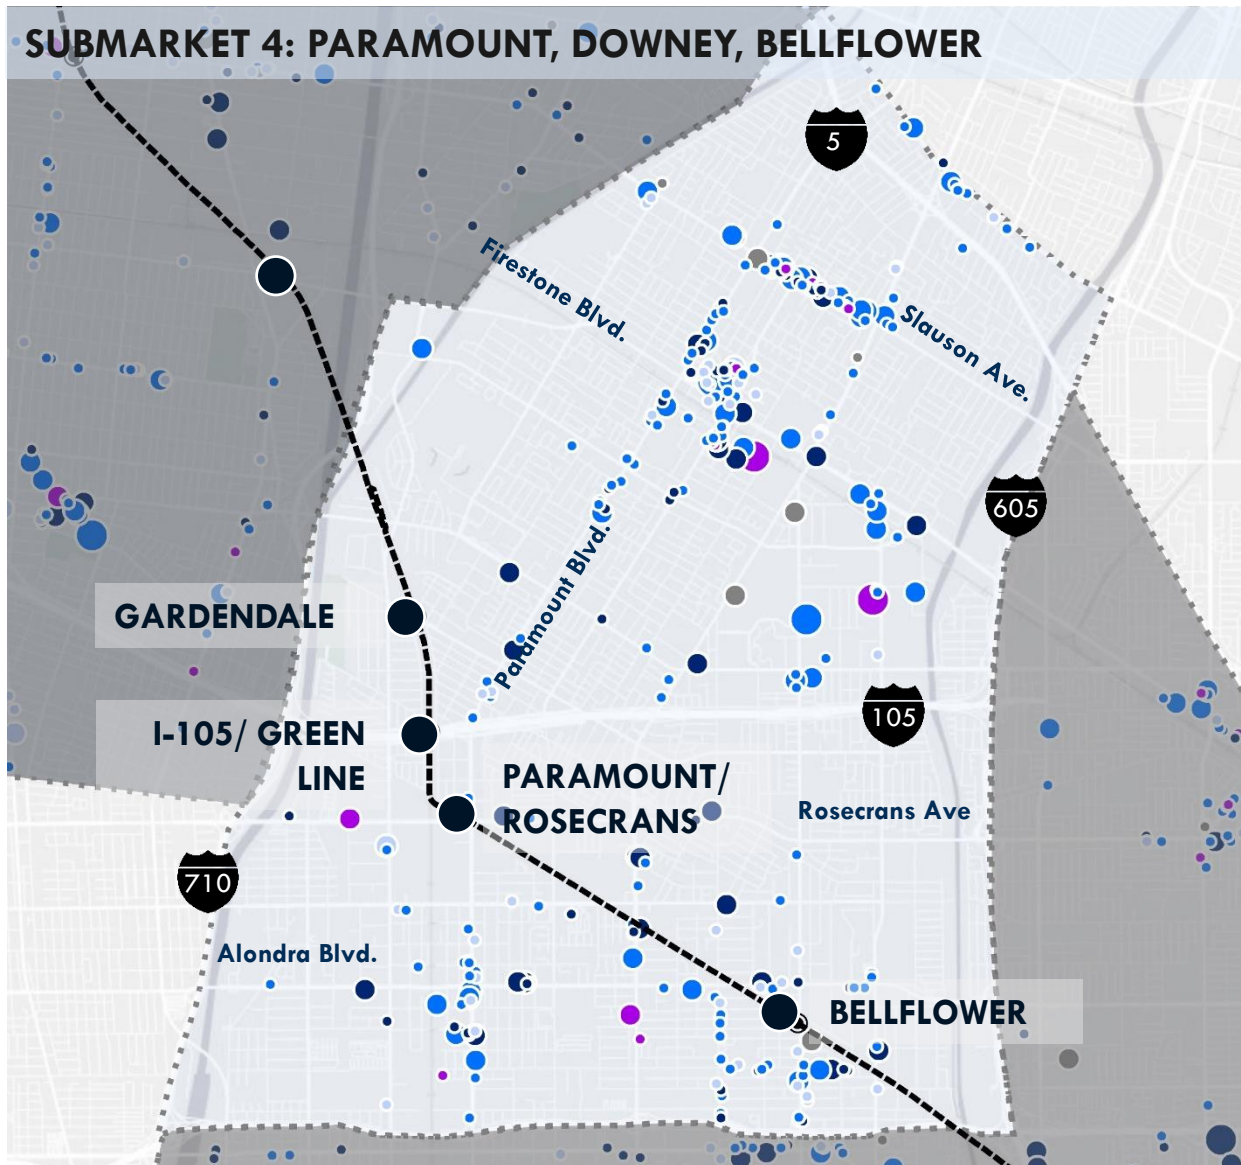 SUBMARKET 4: PARAMOUNT, DOWNEY, BELLFLOWER
5
Firestone Blvd.
Slauson Ave.
605
Paramount Blvd.
GARDENDALE
105
I-105/ GREEN
LINE
PARAMOUNT/
ROSECRANS
Rosecrans Ave
710
Alondra Blvd.
BELLFLOWER